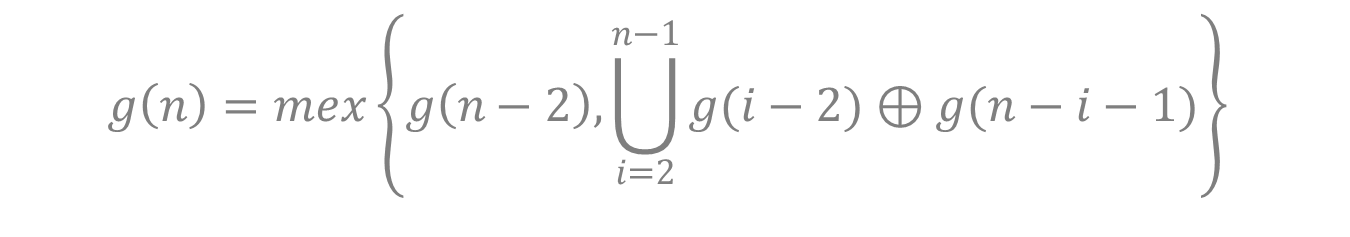 g(n) = mex{g(n − 2), ⋃_{i=2}^{n−1} g(i − 2) ⊕ g(n − i − 1)}